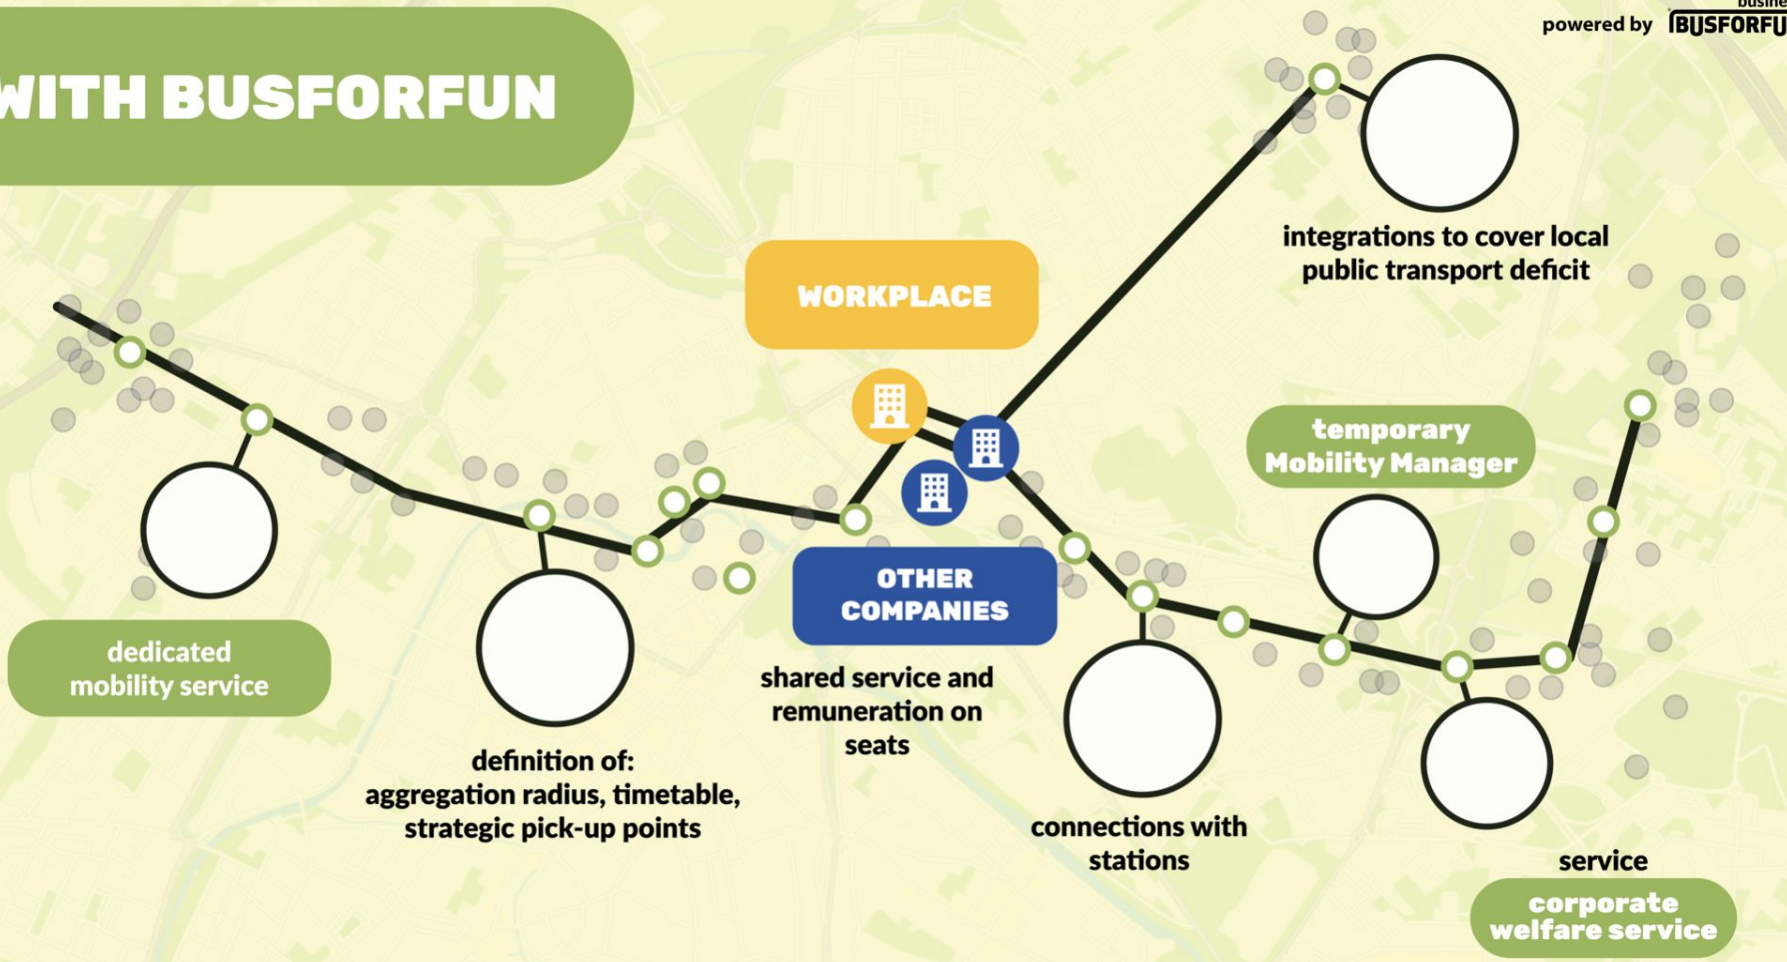 busine
powered by BUSFORFU
WITH BUSFORFUN
integrations to cover local
public transport deficit
WORKPLACE
temporary
Mobility Manager
OTHER
COMPANIES
dedicated
mobility service
shared service and
remuneration on
seats
definition of:
aggregation radius, timetable,
strategic pick-up points
connections with
stations
service
corporate
welfare service